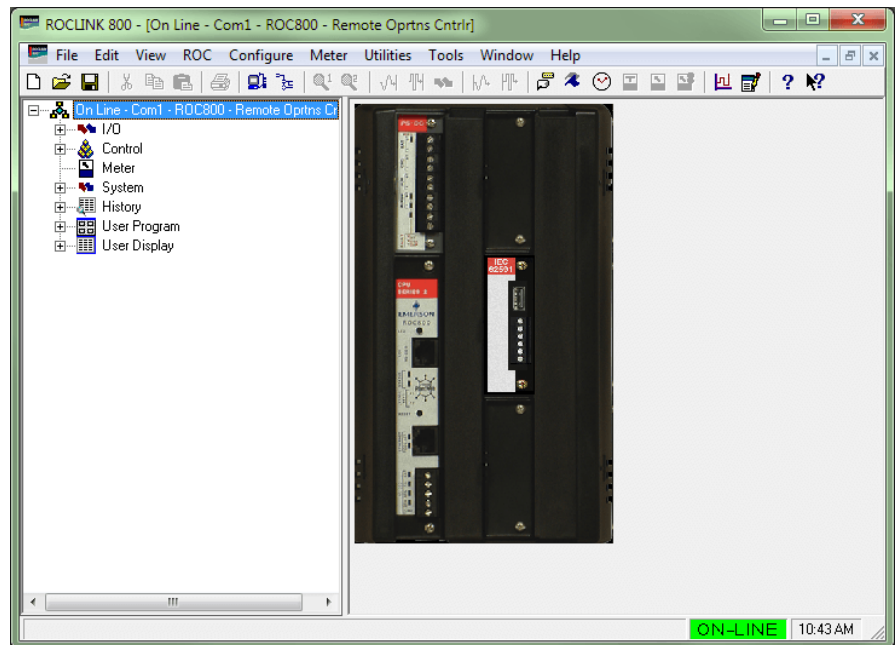 ROCLINK 800 - [On Line - Com1 - ROC800 - Remote Oprtns Cntrlr]
File Edit View ROC Configure Meter Utilities Tools Window Help
On Line - Com1 - ROC800 - Remote Oprtns Cr
I/O
Control
Meter
System
History
User Program
User Display
PS-DC
IEC
62591
CPU
SERIES 2
EMERSON
ROC800
LED
RESET
ON-LINE
10:43 AM